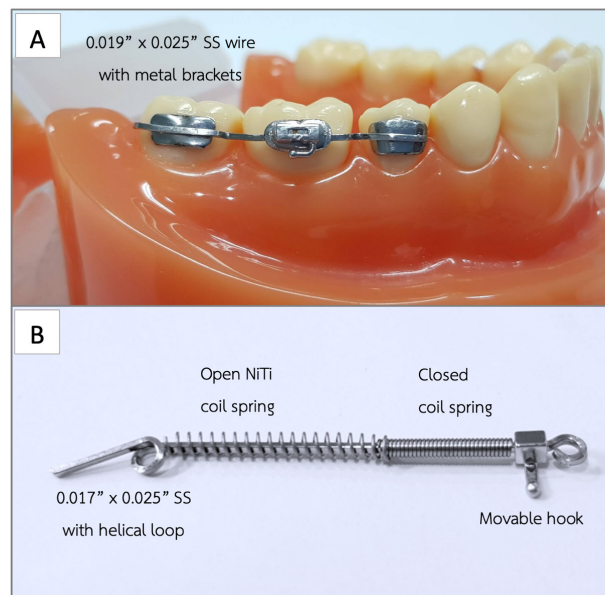 A
0.019” x 0.025” SS wire
with metal brackets
B
Open NiTi
coil spring
Closed
coil spring
0.017” x 0.025” SS
with helical loop
Movable hook